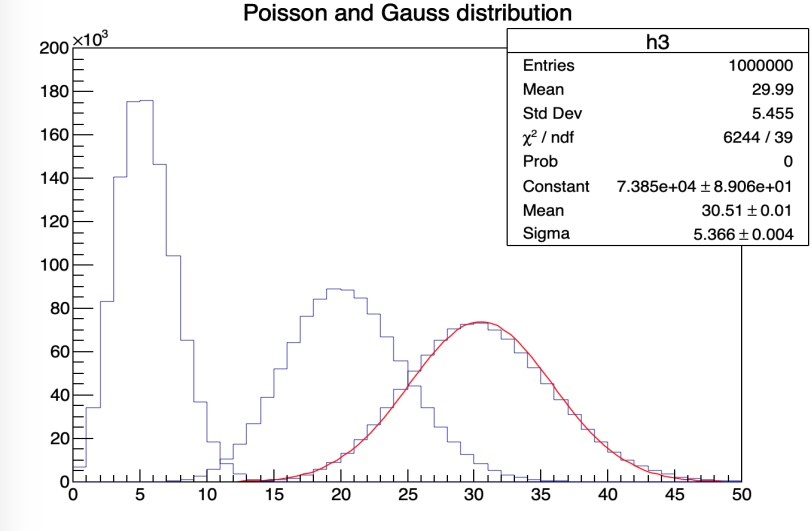 Poisson and Gauss distribution
×10³
h3
Entries 1000000
Mean 29.99
Std Dev 5.455
χ² / ndf 6244 / 39
Prob 0
Constant 7.385e+04 ± 8.906e+01
Mean 30.51 ± 0.01
Sigma 5.366 ± 0.004
200
180
160
140
120
100
80
60
40
20
0
0 5 10 15 20 25 30 35 40 45 50